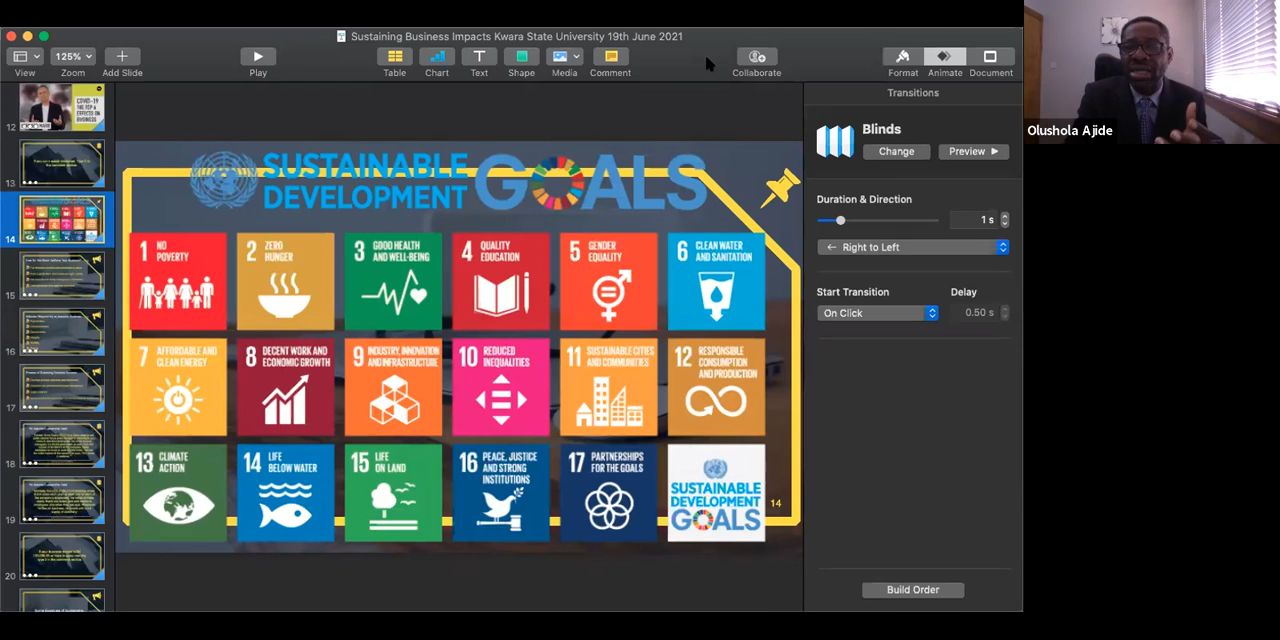 Sustaining Business Impacts Kwara State University 19th June 2021
125%
View
Zoom
Add Slide
Play
Table
Chart
Text
Shape
Media
Comment
Collaborate
Format
Animate
Document
Transitions
Blinds
Change
Preview
Duration & Direction
1 s
Right to Left
Start Transition
Delay
On Click
0.50 s
Build Order
Olushola Ajide
12
COVID-19
13
14
15
16
17
18
19
20
SUSTAINABLE
DEVELOPMENT
GOALS
1 NO
POVERTY
2 ZERO
HUNGER
3 GOOD HEALTH
AND WELL-BEING
4 QUALITY
EDUCATION
5 GENDER
EQUALITY
6 CLEAN WATER
AND SANITATION
7 AFFORDABLE AND
CLEAN ENERGY
8 DECENT WORK AND
ECONOMIC GROWTH
9 INDUSTRY, INNOVATION
AND INFRASTRUCTURE
10 REDUCED
INEQUALITIES
11 SUSTAINABLE CITIES
AND COMMUNITIES
12 RESPONSIBLE
CONSUMPTION
AND PRODUCTION
13 CLIMATE
ACTION
14 LIFE
BELOW WATER
15 LIFE
ON LAND
16 PEACE, JUSTICE
AND STRONG
INSTITUTIONS
17 PARTNERSHIPS
FOR THE GOALS
SUSTAINABLE
DEVELOPMENT
GOALS
14